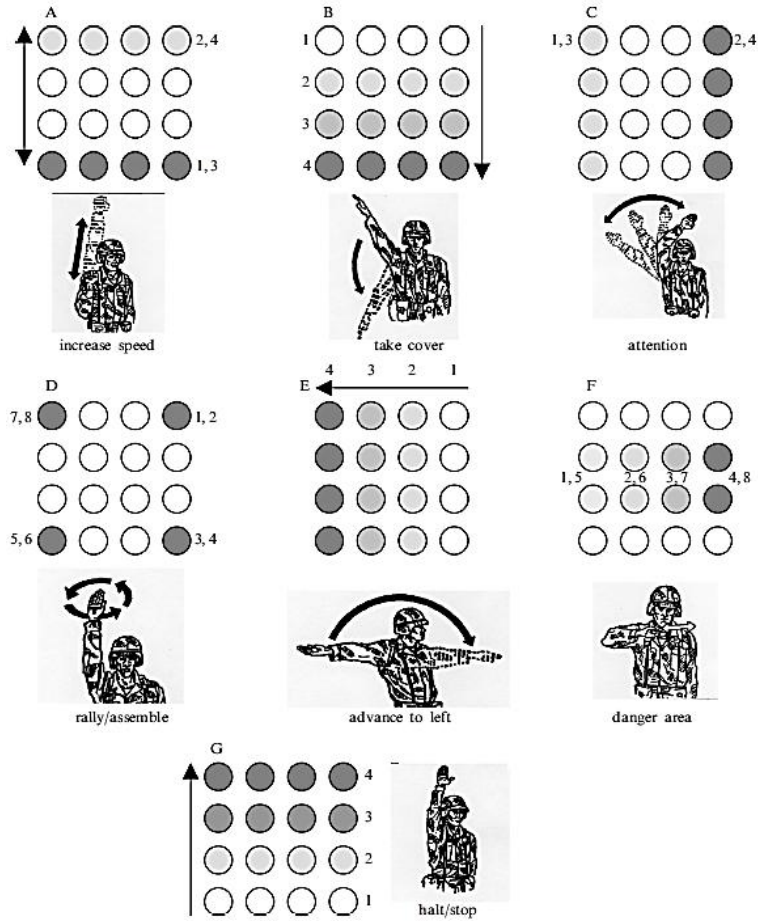 A
2, 4
1, 3
increase speed
B
1
2
3
4
take cover
C
1, 3
2, 4
attention
D
7, 8
1, 2
5, 6
3, 4
rally/assemble
4 3 2 1
E
advance to left
F
1, 5 2, 6 3, 7 4, 8
danger area
G
4
3
2
1
halt/stop